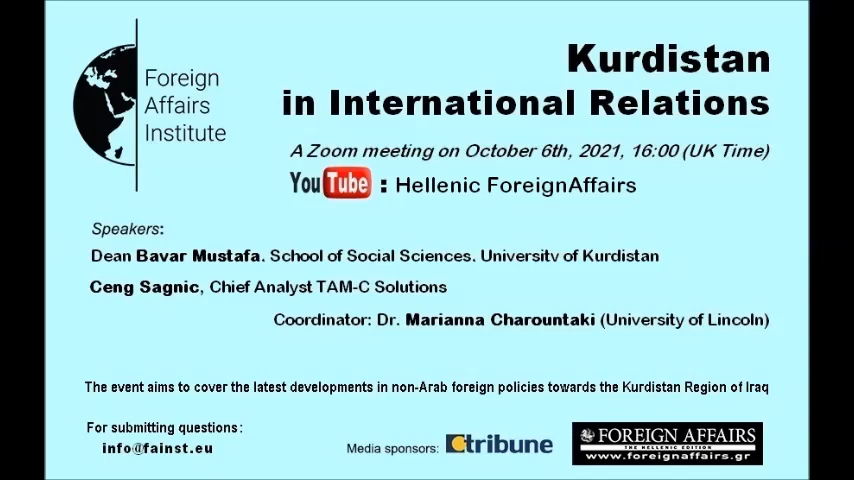 Foreign
Affairs
Institute
Kurdistan
in International Relations
A Zoom meeting on October 6th, 2021, 16:00 (UK Time)
YouTube : Hellenic ForeignAffairs
Speakers:
Dean Bavar Mustafa. School of Social Sciences. Universitv of Kurdistan
Ceng Sagnic, Chief Analyst TAM-C Solutions
Coordinator: Dr. Marianna Charountaki (University of Lincoln)
The event aims to cover the latest developments in non-Arab foreign policies towards the Kurdistan Region of Iraq
For submitting questions:
info@fainst.eu
Media sponsors: tribune
FOREIGN AFFAIRS
THE HELLENIC EDITION
www.foreignaffairs.gr